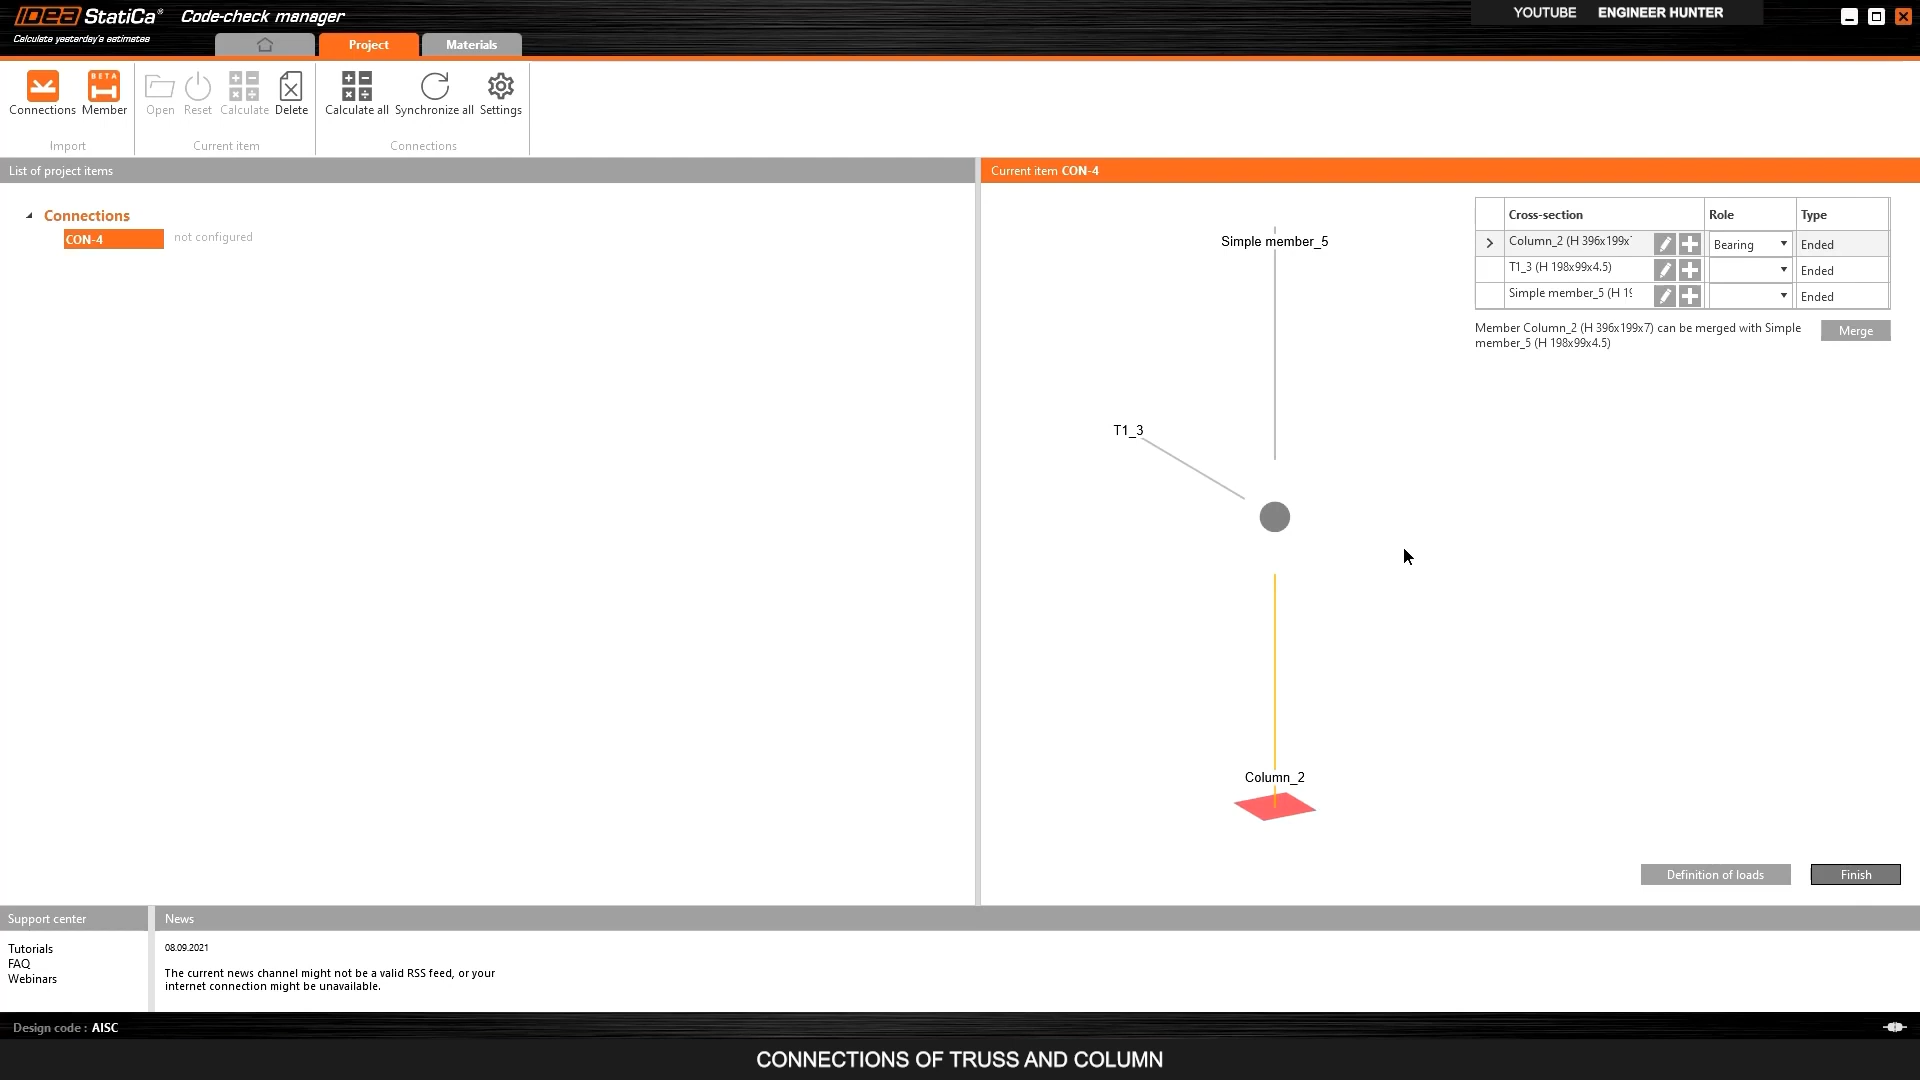 IDEA StatiCa® Code-check manager
Calculate yesterday's estimates
YOUTUBE ENGINEER HUNTER
Project Materials
BETA
Connections Member Open Reset Calculate Delete Calculate all Synchronize all Settings
Import Current item Connections
List of project items
Connections
CON-4 not configured
Current item CON-4
Cross-section Role Type
Column_2 (H 396x199x7 Bearing Ended
T1_3 (H 198x99x4.5) Ended
Simple member_5 (H 19 Ended
Member Column_2 (H 396x199x7) can be merged with Simple
member_5 (H 198x99x4.5)
Merge
Simple member_5
T1_3
Column_2
Definition of loads Finish
Support center News
Tutorials
FAQ
Webinars
08.09.2021
The current news channel might not be a valid RSS feed, or your
internet connection might be unavailable.
Design code : AISC
CONNECTIONS OF TRUSS AND COLUMN